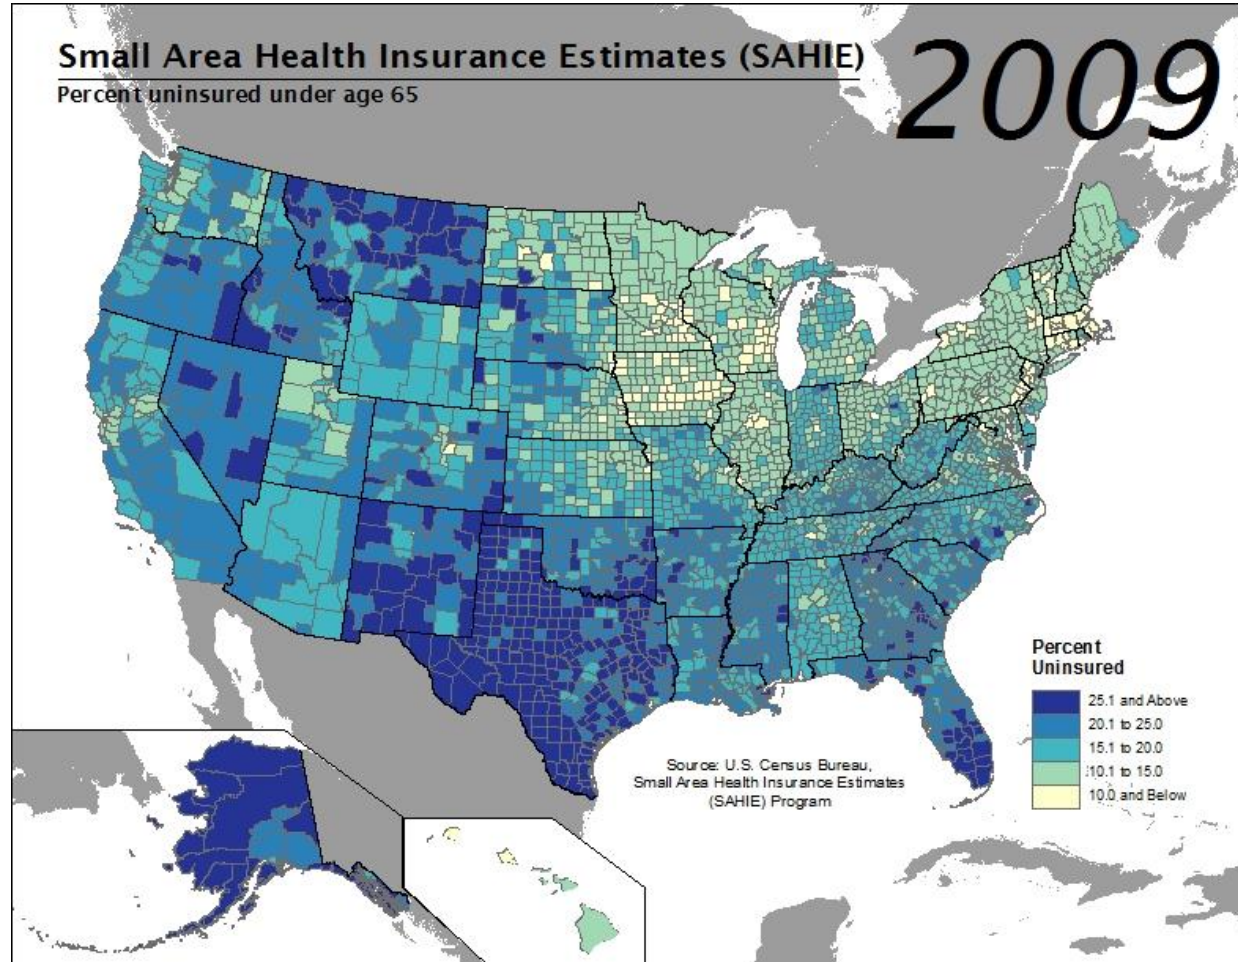 Small Area Health Insurance Estimates (SAHIE)
2009
Percent uninsured under age 65
Percent
Uninsured
25.1 and Above
20.1 to 25.0
15.1 to 20.0
10.1 to 15.0
10.0 and Below
Source: U.S. Census Bureau,
Small Area Health Insurance Estimates
(SAHIE) Program